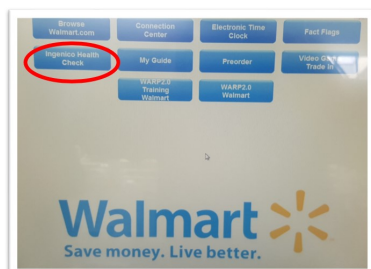 Browse
Walmart.com
Connection
Center
Electronic Time
Clock
Fact Flags
Ingenico Health
Check
My Guide
Preorder
Video Game
Trade In
WARP2.0
Training
Walmart
WARP2.0
Walmart
Walmart
Save money. Live better.